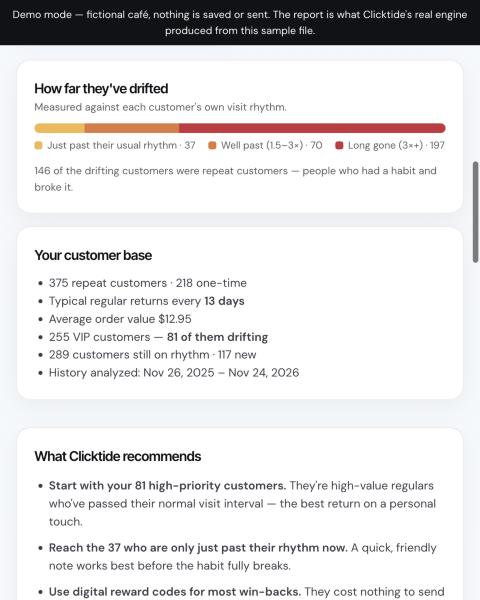 Demo mode — fictional café, nothing is saved or sent. The report is what Clicktide's real engine
produced from this sample file.
How far they've drifted
Measured against each customer's own visit rhythm.
Just past their usual rhythm · 37 Well past (1.5–3×) · 70 Long gone (3×+) · 197
146 of the drifting customers were repeat customers — people who had a habit and
broke it.
Your customer base
• 375 repeat customers · 218 one-time
• Typical regular returns every 13 days
• Average order value $12.95
• 255 VIP customers — 81 of them drifting
• 289 customers still on rhythm · 117 new
• History analyzed: Nov 26, 2025 – Nov 24, 2026
What Clicktide recommends
• Start with your 81 high-priority customers. They're high-value regulars
who've passed their normal visit interval — the best return on a personal
touch.
• Reach the 37 who are only just past their rhythm now. A quick, friendly
note works best before the habit fully breaks.
• Use digital reward codes for most win-backs. They cost nothing to send